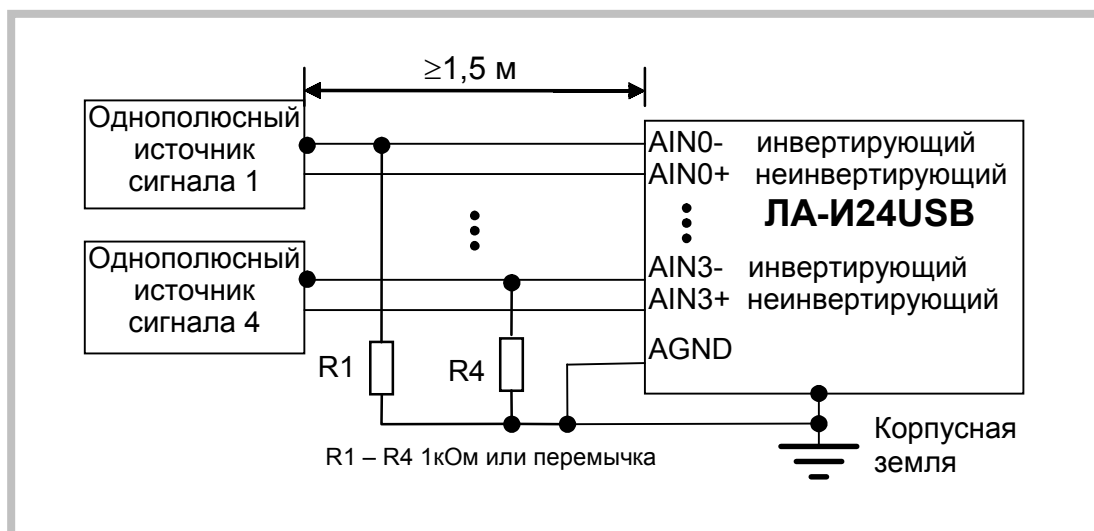 ≥1,5 м
Однополюсный
источник
сигнала 1
AIN0- инвертирующий
AIN0+ неинвертирующий
ЛА-И24USB
Однополюсный
источник
сигнала 4
AIN3- инвертирующий
AIN3+ неинвертирующий
AGND
R1
R4
R1 – R4 1кОм или перемычка
Корпусная
земля